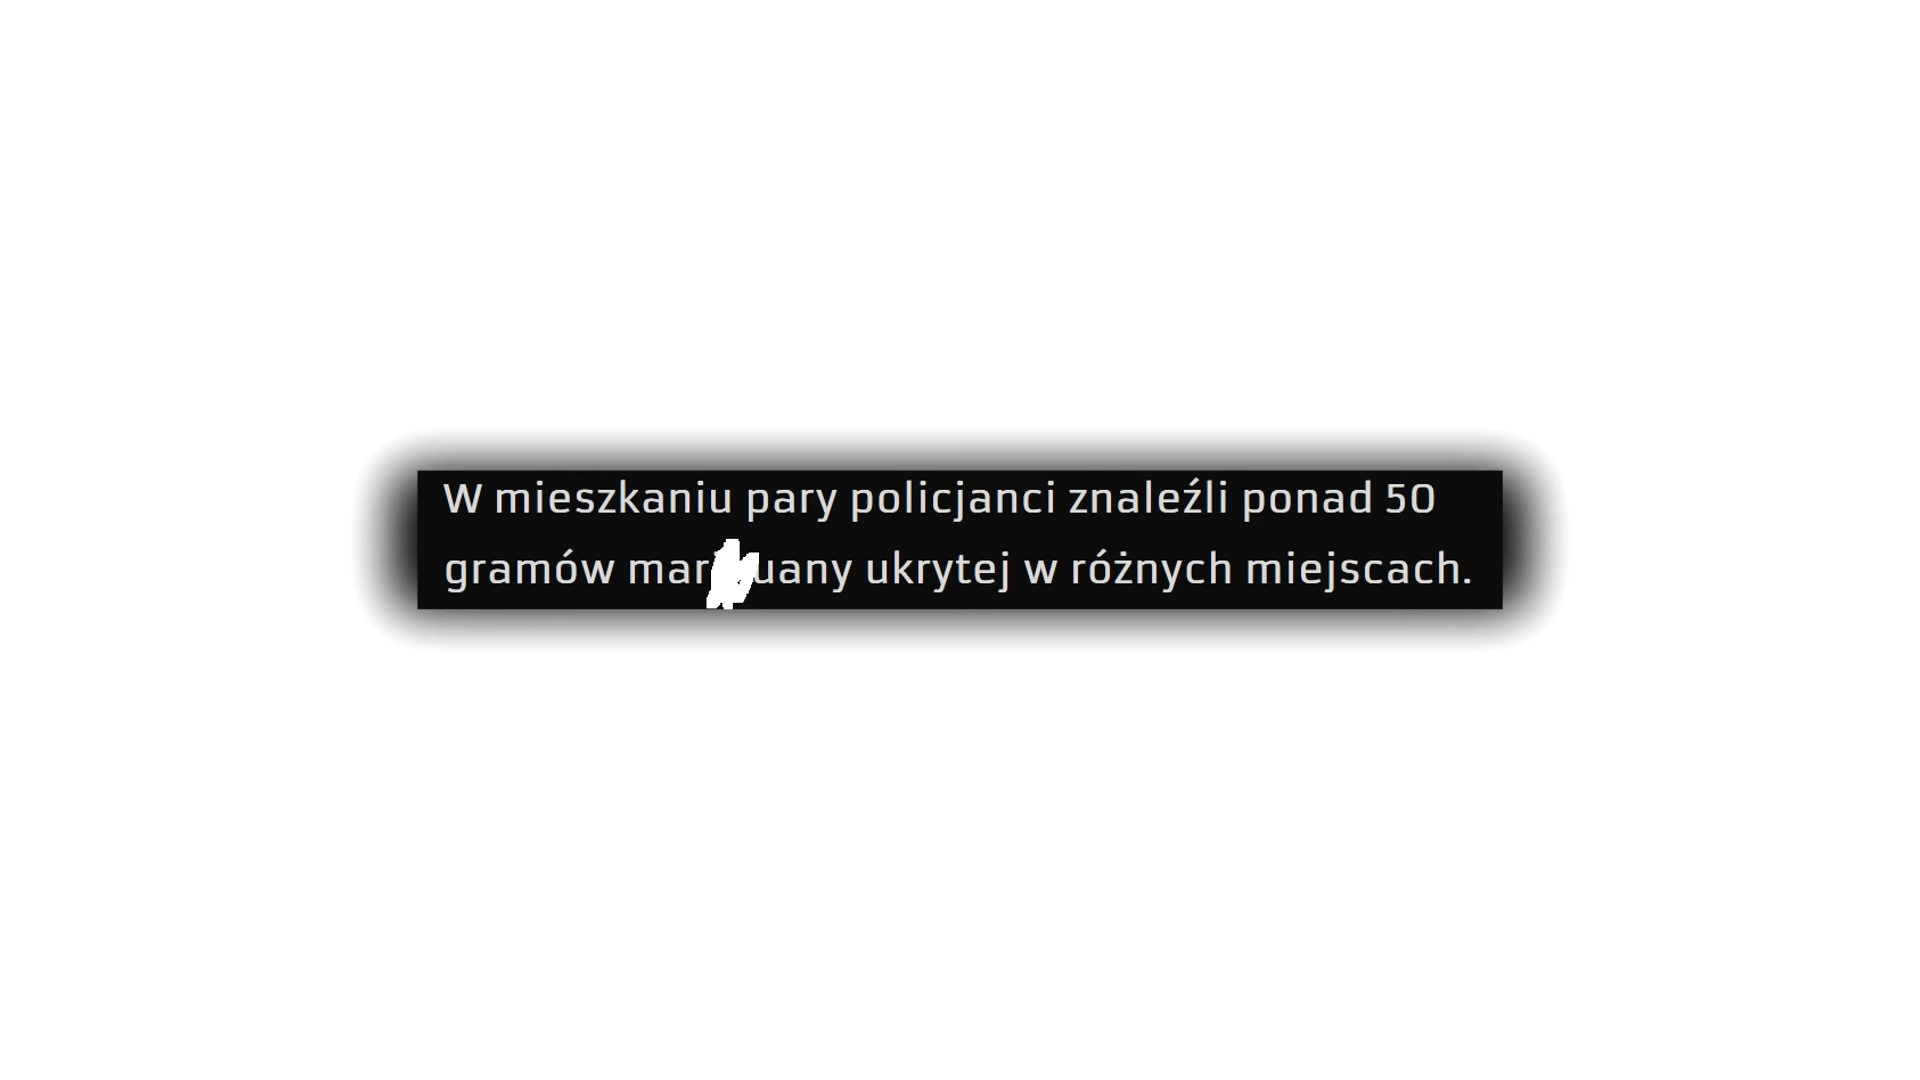 W mieszkaniu pary policjanci znaleźli ponad 50
gramów ukrytej w różnych miejscach.